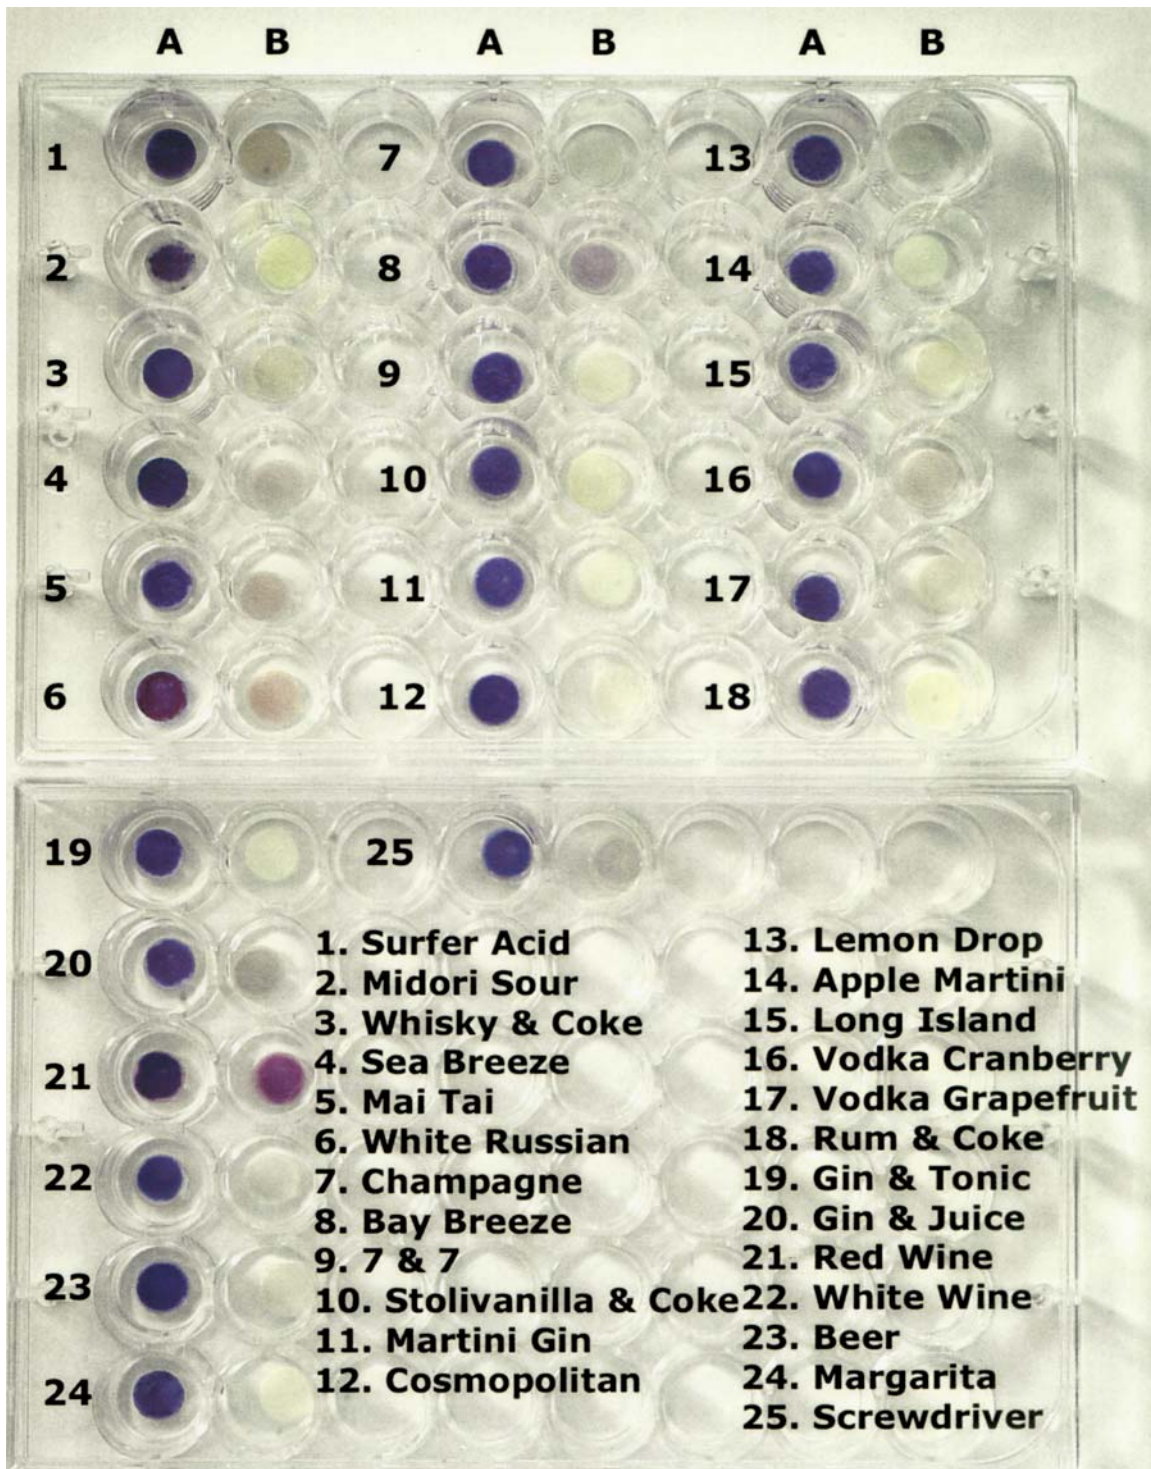 A B A B A B
1 7 13
2 8 14
3 9 15
4 10 16
5 11 17
6 12 18
19 25
20
21
22
23
24
1. Surfer Acid
2. Midori Sour
3. Whisky & Coke
4. Sea Breeze
5. Mai Tai
6. White Russian
7. Champagne
8. Bay Breeze
9. 7 & 7
10. Stolivanilla & Coke
11. Martini Gin
12. Cosmopolitan
13. Lemon Drop
14. Apple Martini
15. Long Island
16. Vodka Cranberry
17. Vodka Grapefruit
18. Rum & Coke
19. Gin & Tonic
20. Gin & Juice
21. Red Wine
22. White Wine
23. Beer
24. Margarita
25. Screwdriver